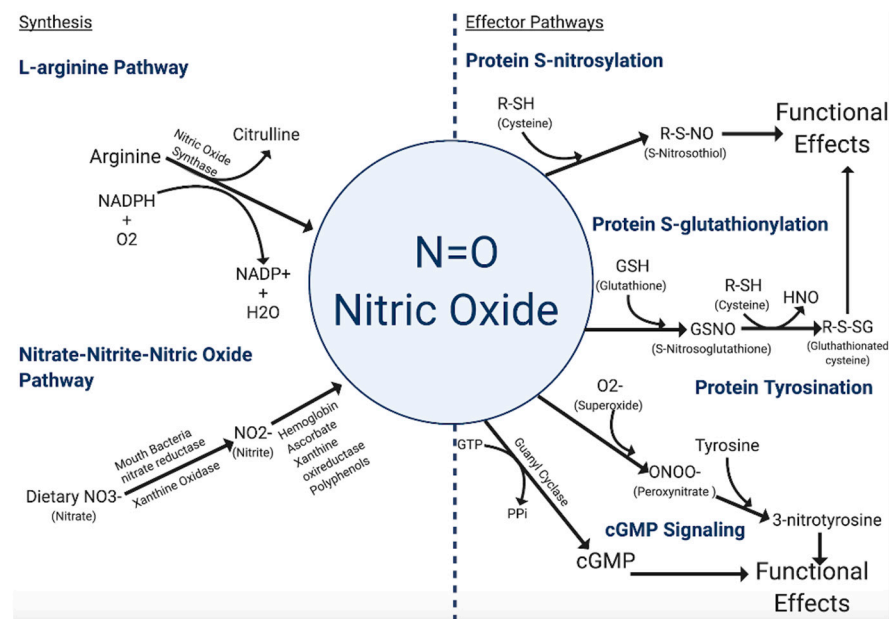 Synthesis
L-arginine Pathway
Arginine
Nitric Oxide
Synthase
Citrulline
NADPH
+
O2
NADP+
+
H2O
Nitrate-Nitrite-Nitric Oxide
Pathway
Dietary NO3-
(Nitrate)
Mouth Bacteria
nitrate reductase
Xanthine Oxidase
NO2-
(Nitrite)
Hemoglobin
Ascorbate
Xanthine
oxireductase
Polyphenols
N=O
Nitric Oxide
Effector Pathways
Protein S-nitrosylation
R-SH
(Cysteine)
R-S-NO
(S-Nitrosothiol)
Functional
Effects
Protein S-glutathionylation
GSH
(Glutathione)
GSNO
(S-Nitrosoglutathione)
R-SH
(Cysteine)
HNO
R-S-SG
(Gluthathionated
cysteine)
Protein Tyrosination
O2-
(Superoxide)
ONOO-
(Peroxynitrate )
Tyrosine
3-nitrotyrosine
cGMP Signaling
GTP
Guanyl Cyclase
PPi
cGMP
Functional
Effects